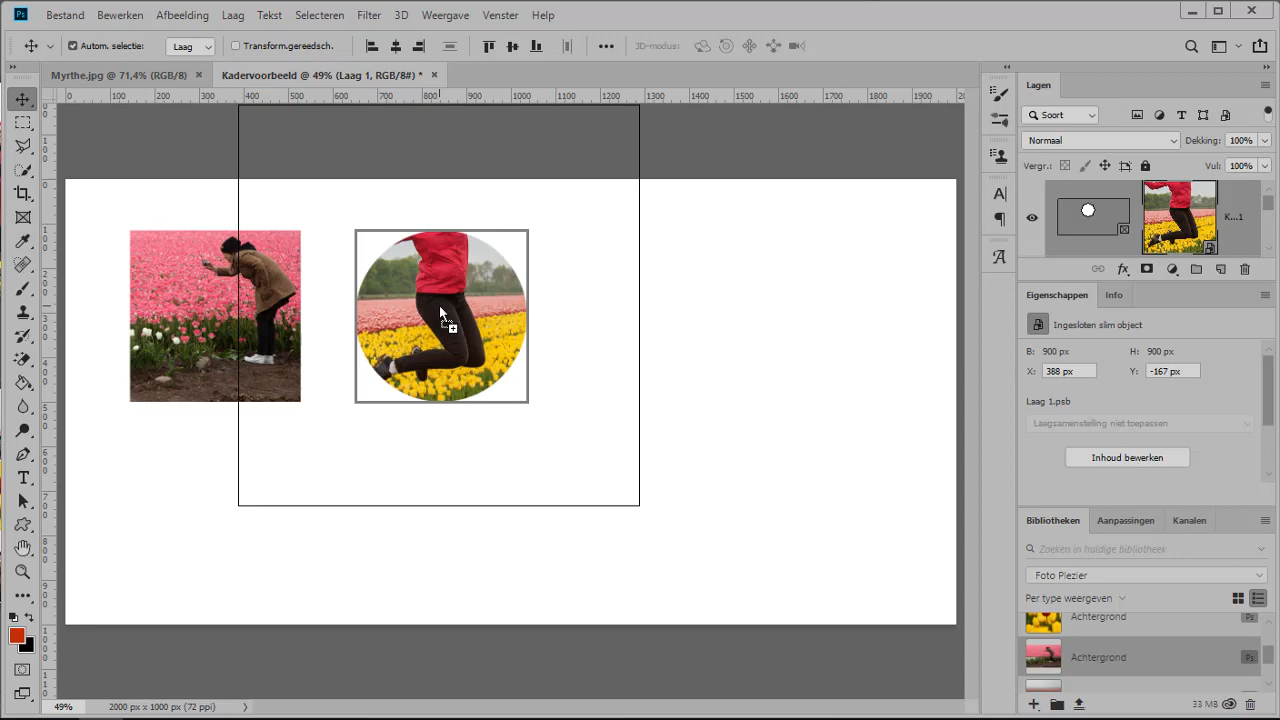 Ps Bestand Bewerken Afbeelding Laag Tekst Selecteren Filter 3D Weergave Venster Help
Autom. selectie: Laag Transform.gereedsch. 3D-modus:
Myrthe.jpg @ 71,4% (RGB/8) × Kadervoorbeeld @ 49% (Laag 1, RGB/8#) * ×
0 100 200 300 400 500 600 700 800 900 1000 1100 1200 1300 1400 1500 1600 1700 1800 1900
Lagen
Soort
Normaal Dekking: 100%
Vergr.: Vul: 100%
K...1
Eigenschappen Info
Ingesloten slim object
B: 900 px H: 900 px
X: 388 px Y: -167 px
Laag 1.psb
Laagsamenstelling niet toepassen
Inhoud bewerken
Bibliotheken Aanpassingen Kanalen
Zoeken in huidige bibliotheek
Foto Plezier
Per type weergeven
Achtergrond Ps
Achtergrond Ps
33 MB
49% 2000 px x 1000 px (72 ppi)